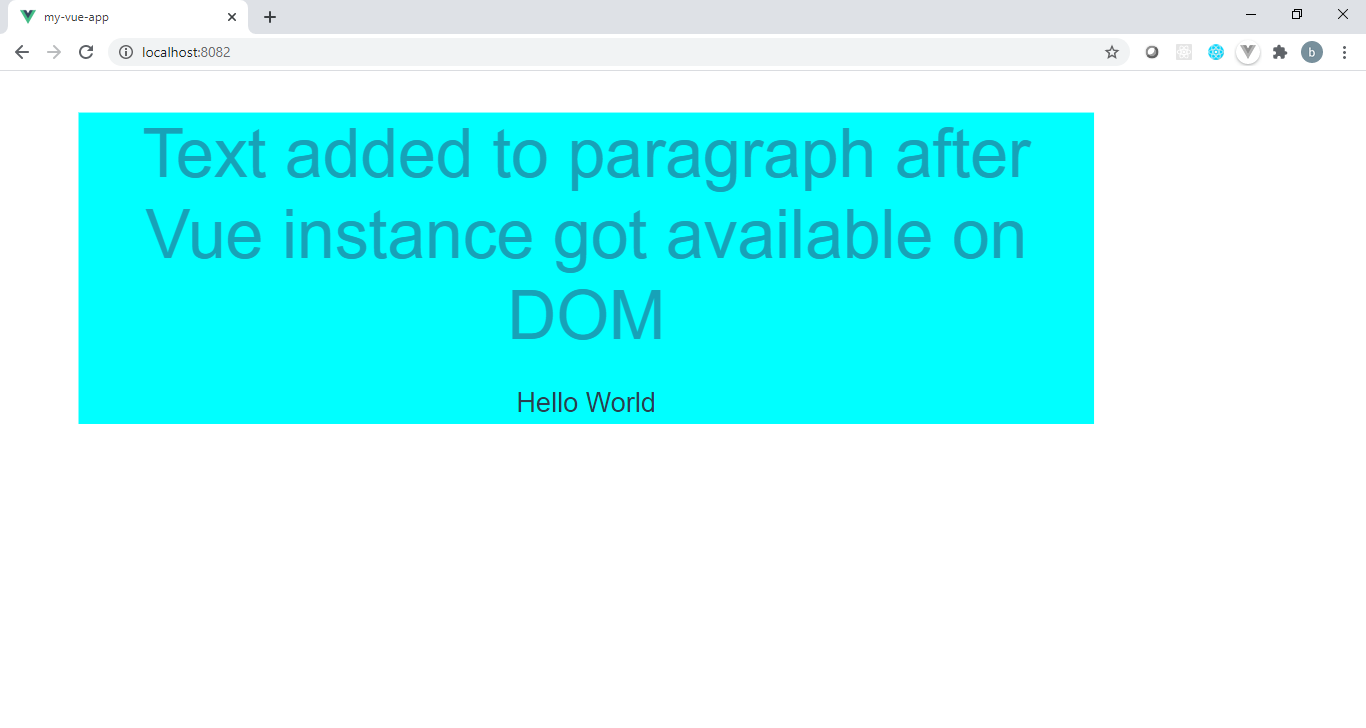 my-vue-app
localhost:8082
b
Text added to paragraph after
Vue instance got available on
DOM
Hello World